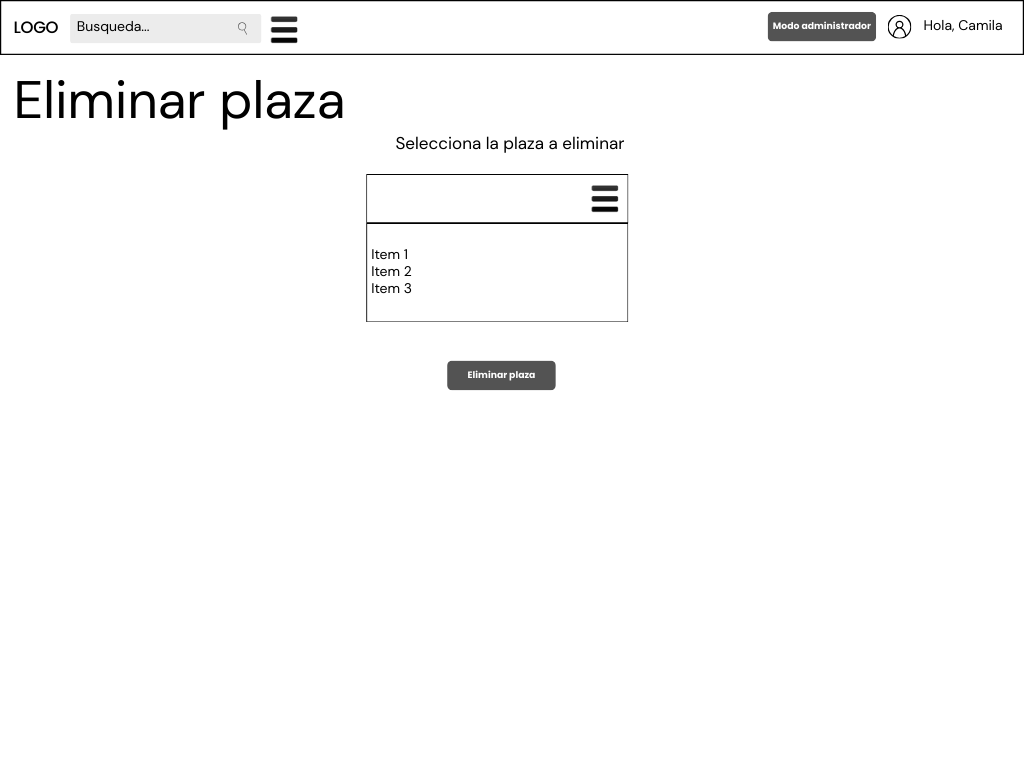 LOGO
Busqueda...
Modo administrador
Hola, Camila
Eliminar plaza
Selecciona la plaza a eliminar
Item 1
Item 2
Item 3
Eliminar plaza